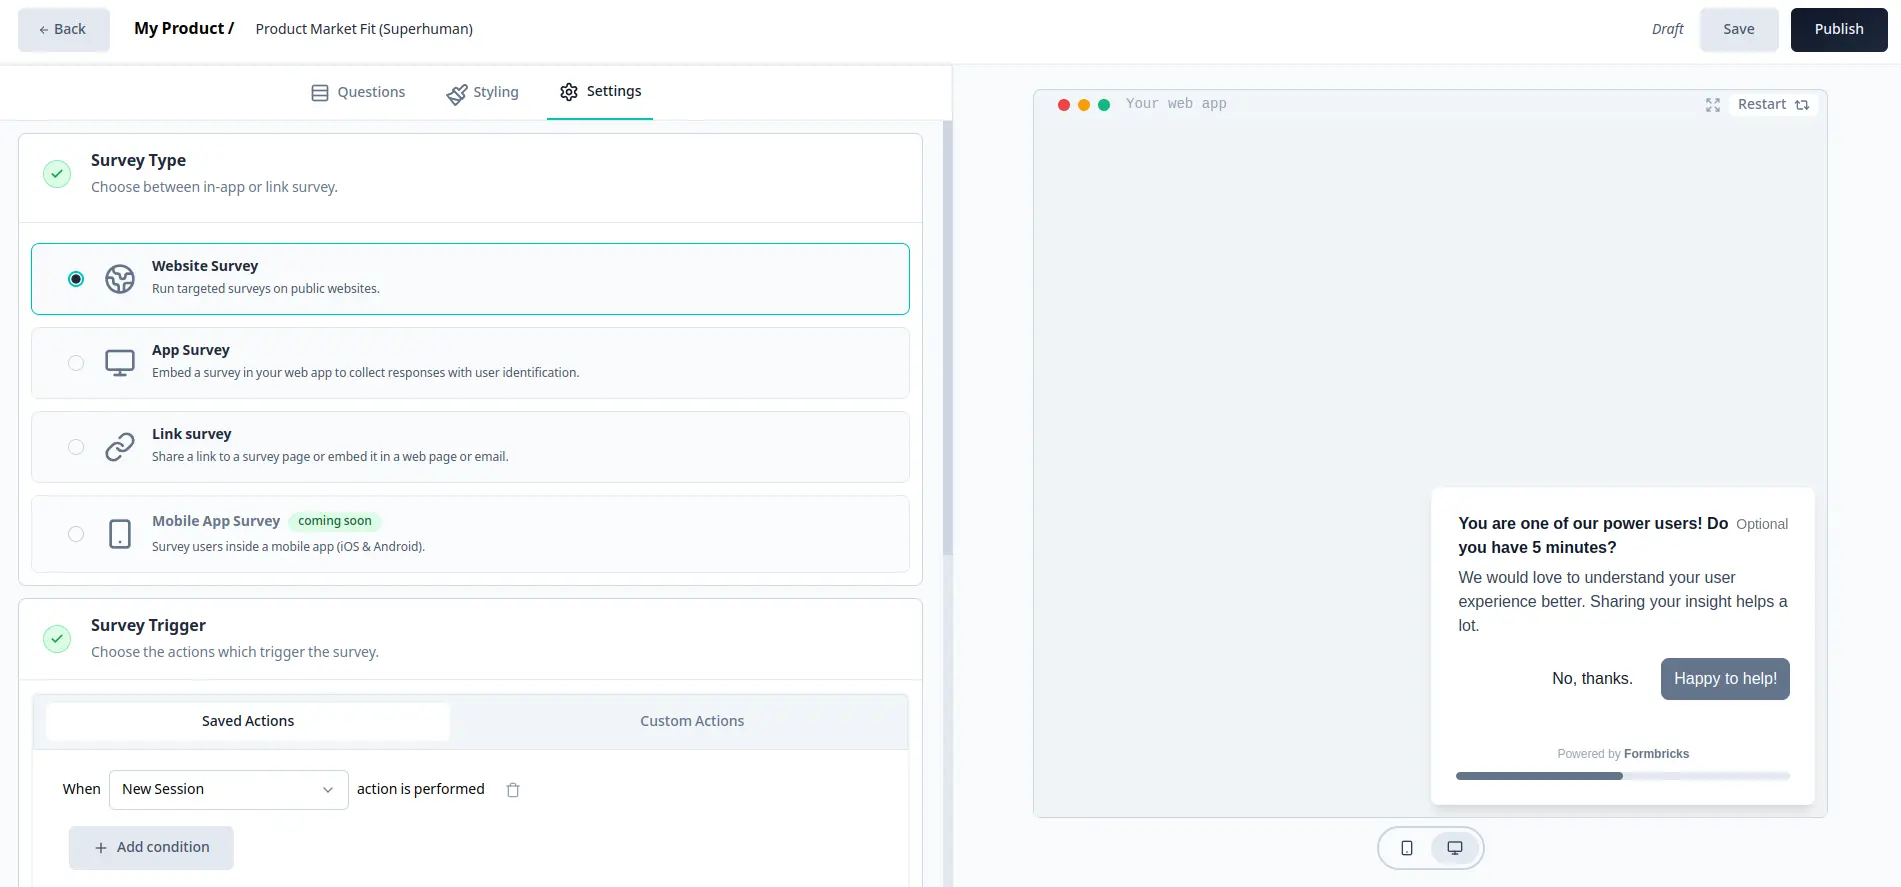 ← Back
My Product /
Product Market Fit (Superhuman)
Draft
Save
Publish
Questions
Styling
Settings
Survey Type
Choose between in-app or link survey.
Website Survey
Run targeted surveys on public websites.
App Survey
Embed a survey in your web app to collect responses with user identification.
Link survey
Share a link to a survey page or embed it in a web page or email.
Mobile App Survey coming soon
Survey users inside a mobile app (iOS & Android).
Survey Trigger
Choose the actions which trigger the survey.
Saved Actions
Custom Actions
When New Session action is performed
+ Add condition
Your web app
Restart
You are one of our power users! Do Optional
you have 5 minutes?
We would love to understand your user
experience better. Sharing your insight helps a
lot.
No, thanks.
Happy to help!
Powered by Formbricks